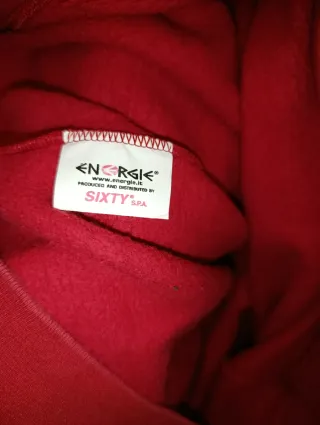 ENERGIE®
www.energie.it
PRODUCED AND DISTRIBUTED BY
SIXTY® S.P.A.